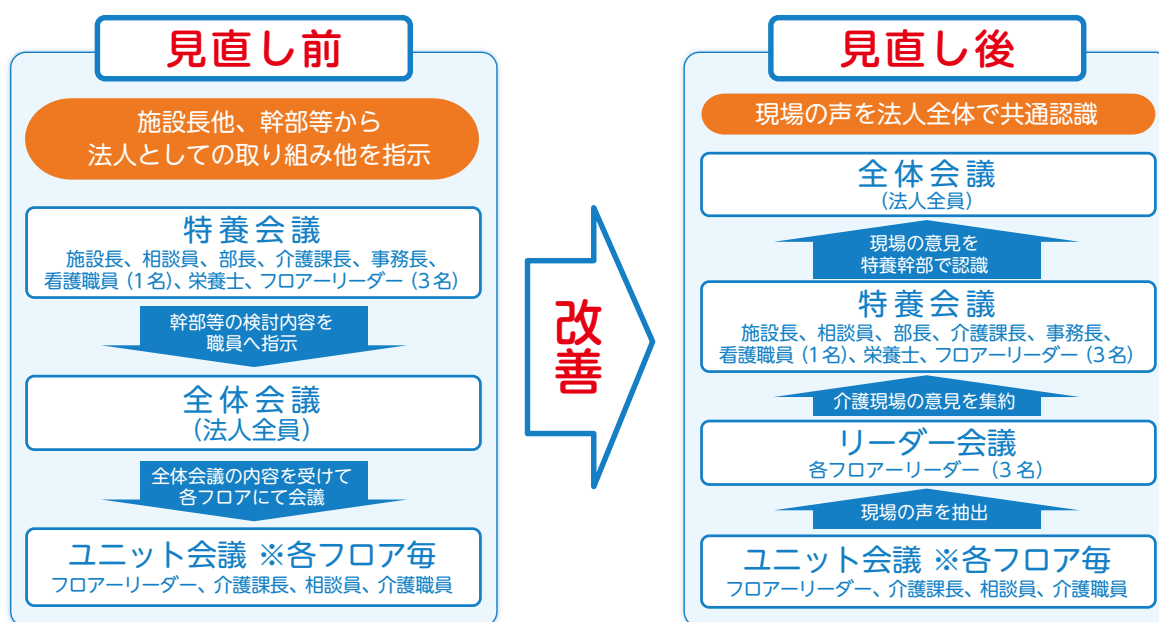 見直し前
施設長他、幹部等から
法人としての取り組み他を指示
特養会議
施設長、相談員、部長、介護課長、事務長、
看護職員（1名）、栄養士、フロアーリーダー（3名）
幹部等の検討内容を
職員へ指示
全体会議
（法人全員）
全体会議の内容を受けて
各フロアにて会議
ユニット会議 ※各フロア毎
フロアーリーダー、介護課長、相談員、介護職員
改善
見直し後
現場の声を法人全体で共通認識
全体会議
（法人全員）
現場の意見を
特養幹部で認識
特養会議
施設長、相談員、部長、介護課長、事務長、
看護職員（1名）、栄養士、フロアーリーダー（3名）
介護現場の意見を集約
リーダー会議
各フロアーリーダー（3名）
現場の声を抽出
ユニット会議 ※各フロア毎
フロアーリーダー、介護課長、相談員、介護職員